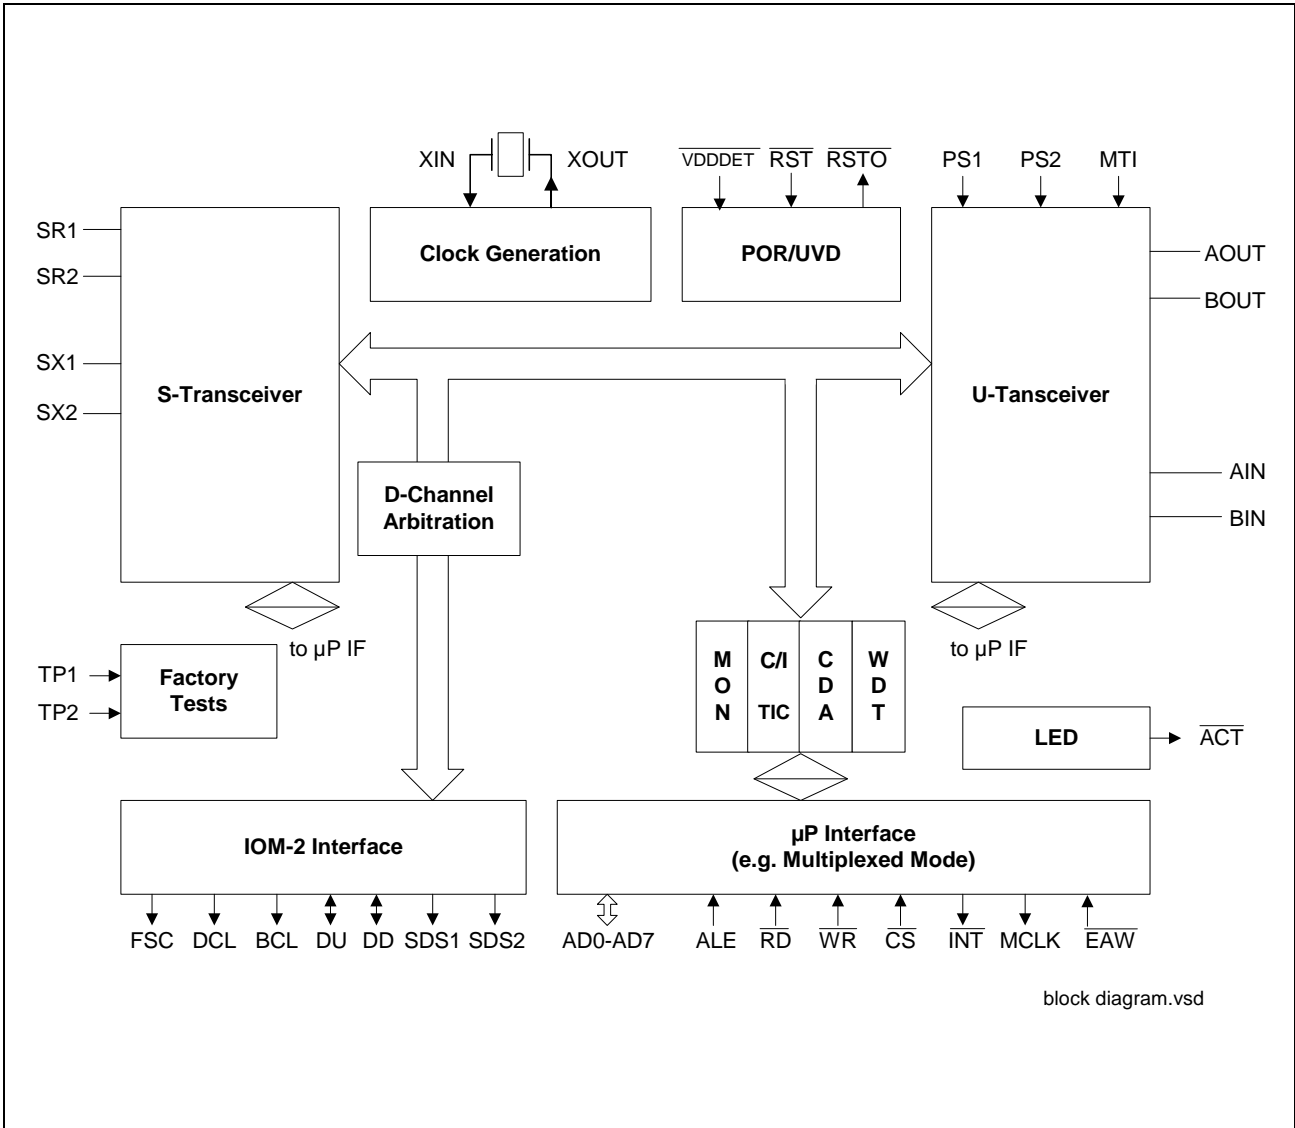 XIN XOUT VDDDET RST RSTO PS1 PS2 MTI
SR1
SR2
SX1
SX2
S-Transceiver
Clock Generation
POR/UVD
U-Tansceiver
AOUT
BOUT
AIN
BIN
D-Channel
Arbitration
to µP IF
to µP IF
TP1
TP2
Factory
Tests
M
O
N
C/I
TIC
C
D
A
W
D
T
LED
ACT
IOM-2 Interface
µP Interface
(e.g. Multiplexed Mode)
FSC DCL BCL DU DD SDS1 SDS2
AD0-AD7 ALE RD WR CS INT MCLK EAW
block diagram.vsd